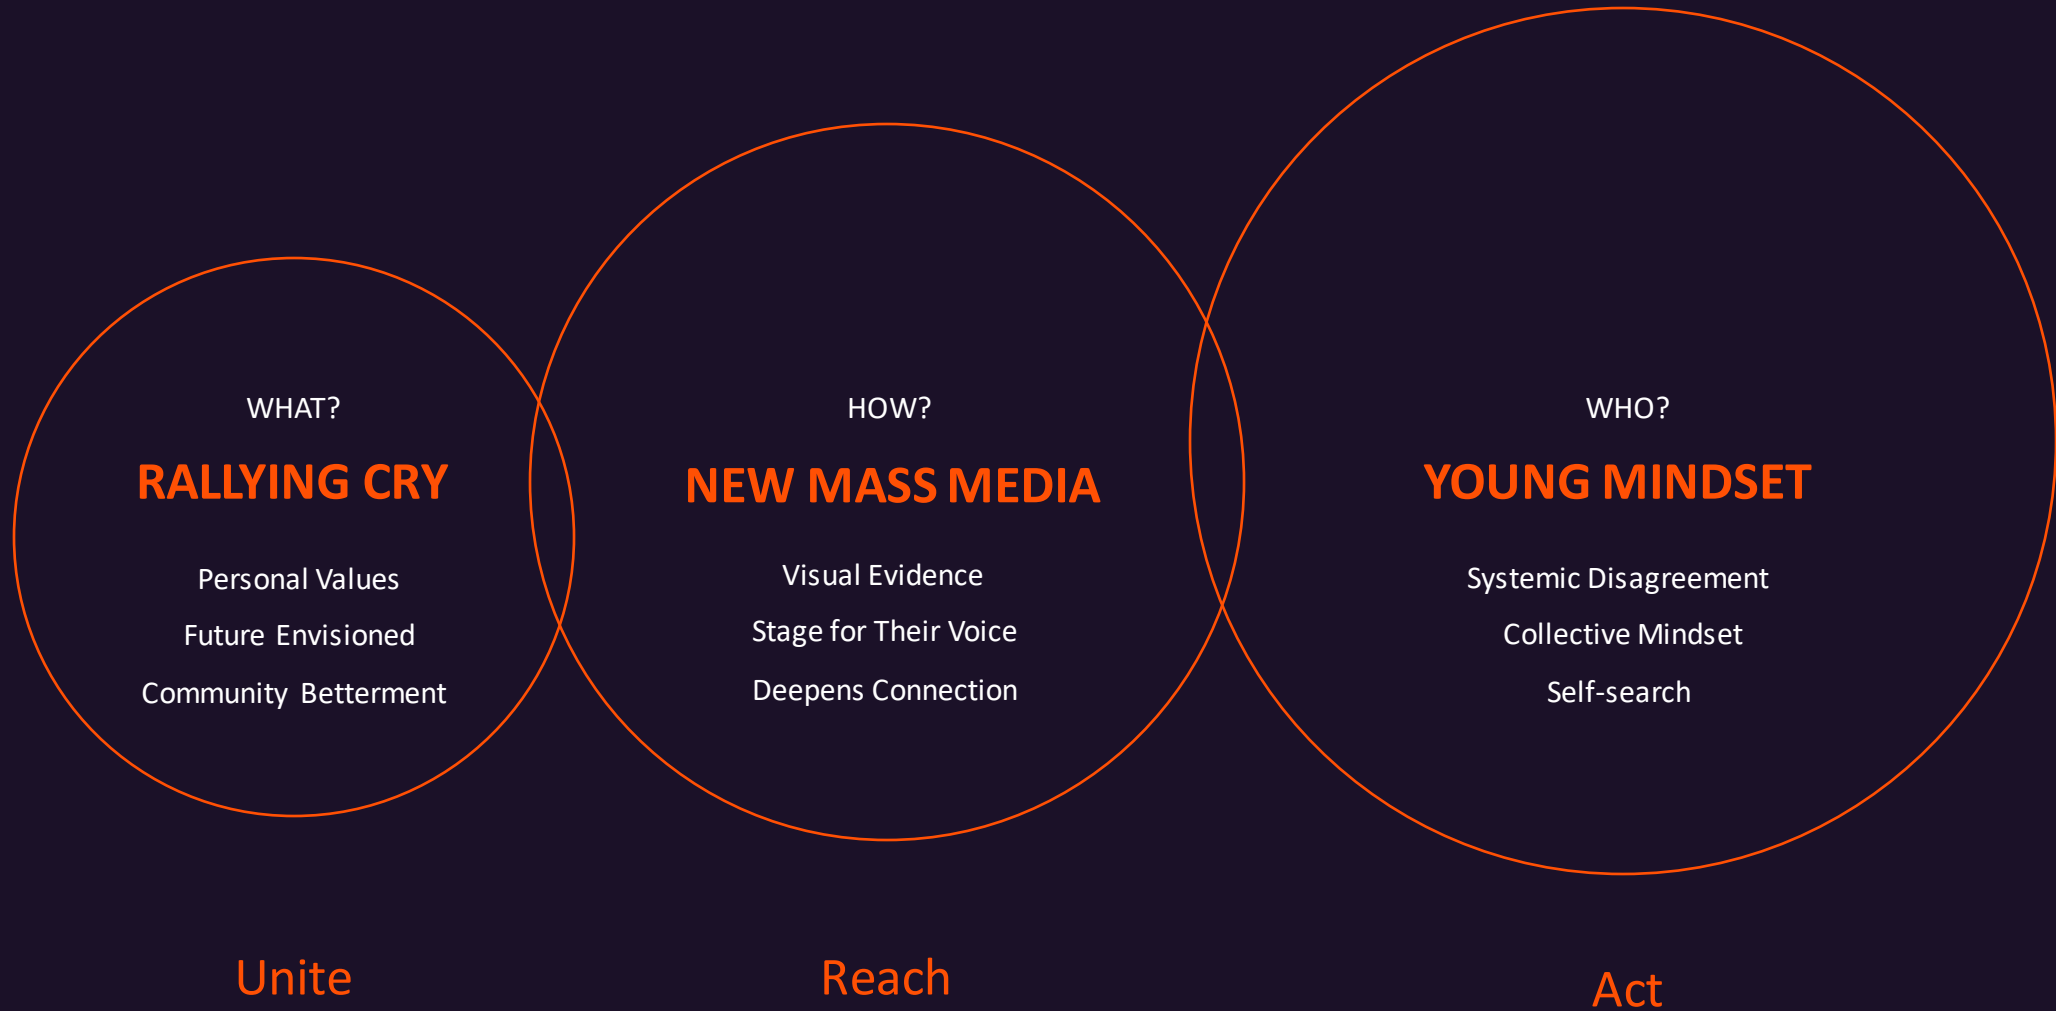 WHAT?
RALLYING CRY
Personal Values
Future Envisioned
Community Betterment
Unite
HOW?
NEW MASS MEDIA
Visual Evidence
Stage for Their Voice
Deepens Connection
Reach
WHO?
YOUNG MINDSET
Systemic Disagreement
Collective Mindset
Self-search
Act